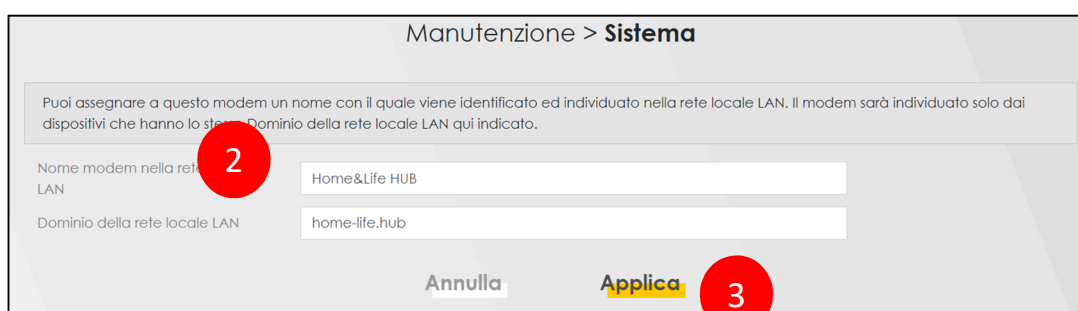 Manutenzione > Sistema
Puoi assegnare a questo modem un nome con il quale viene identificato ed individuato nella rete locale LAN. Il modem sarà individuato solo dai
dispositivi che hanno lo Dominio della rete locale LAN qui indicato.
Nome modem nella
LAN
2
Home&Life HUB
Dominio della rete locale LAN
home-life.hub
Annulla
Applica
3